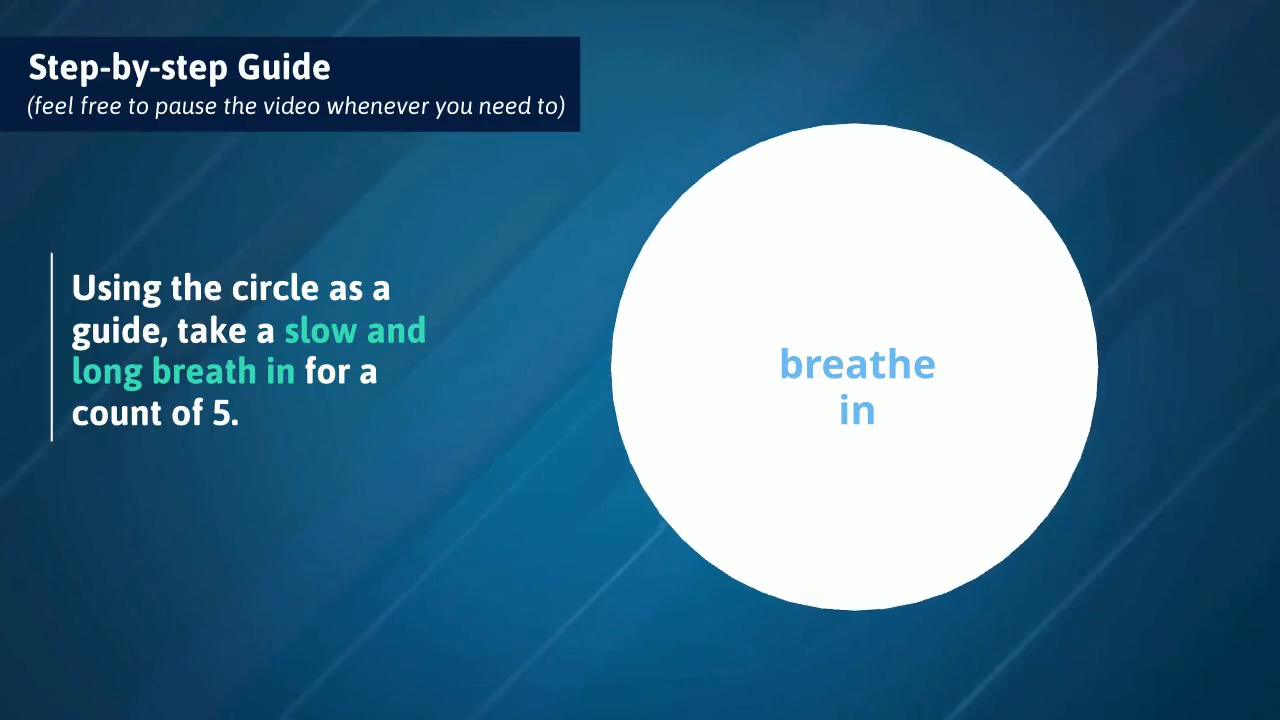 Step-by-step Guide
(feel free to pause the video whenever you need to)
Using the circle as a
guide, take a slow and
long breath in for a
count of 5.
breathe
in